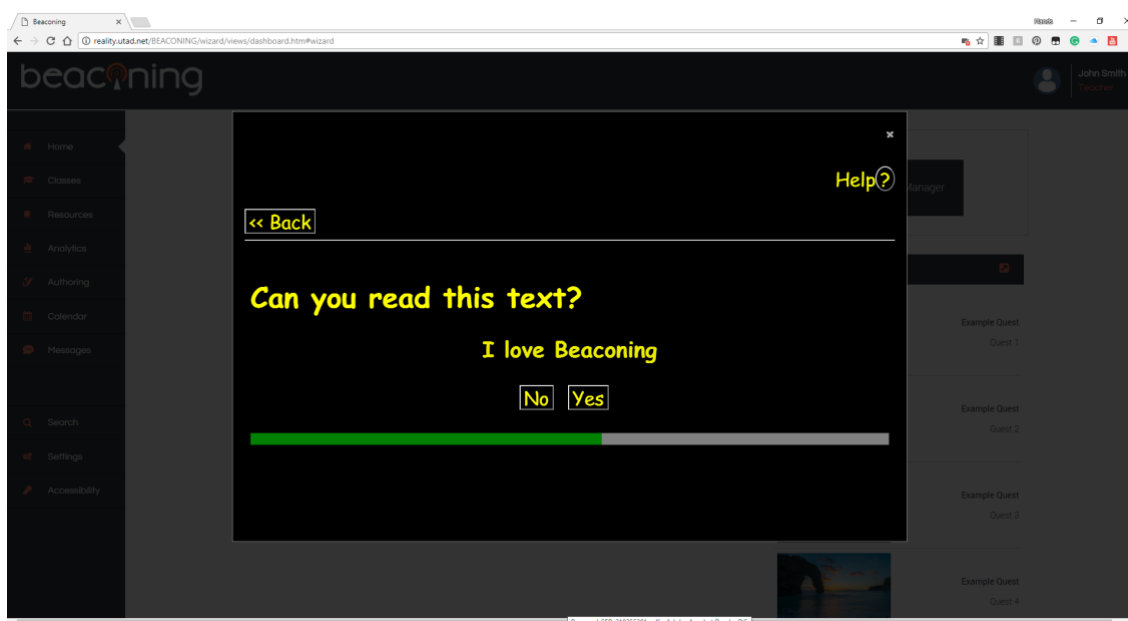 Beaconing
reality.utad.net/BEACONING/wizard/views/dashboard.htm#wizard
beaconing
John Smith
Teacher
Home
Classes
Resources
Analytics
Authoring
Calendar
Messages
Search
Settings
Accessibility
Help?
<< Back
Can you read this text?
I love Beaconing
No Yes
Manager
Example Quest
Quest 1
Example Quest
Quest 2
Example Quest
Quest 3
Example Quest
Quest 4